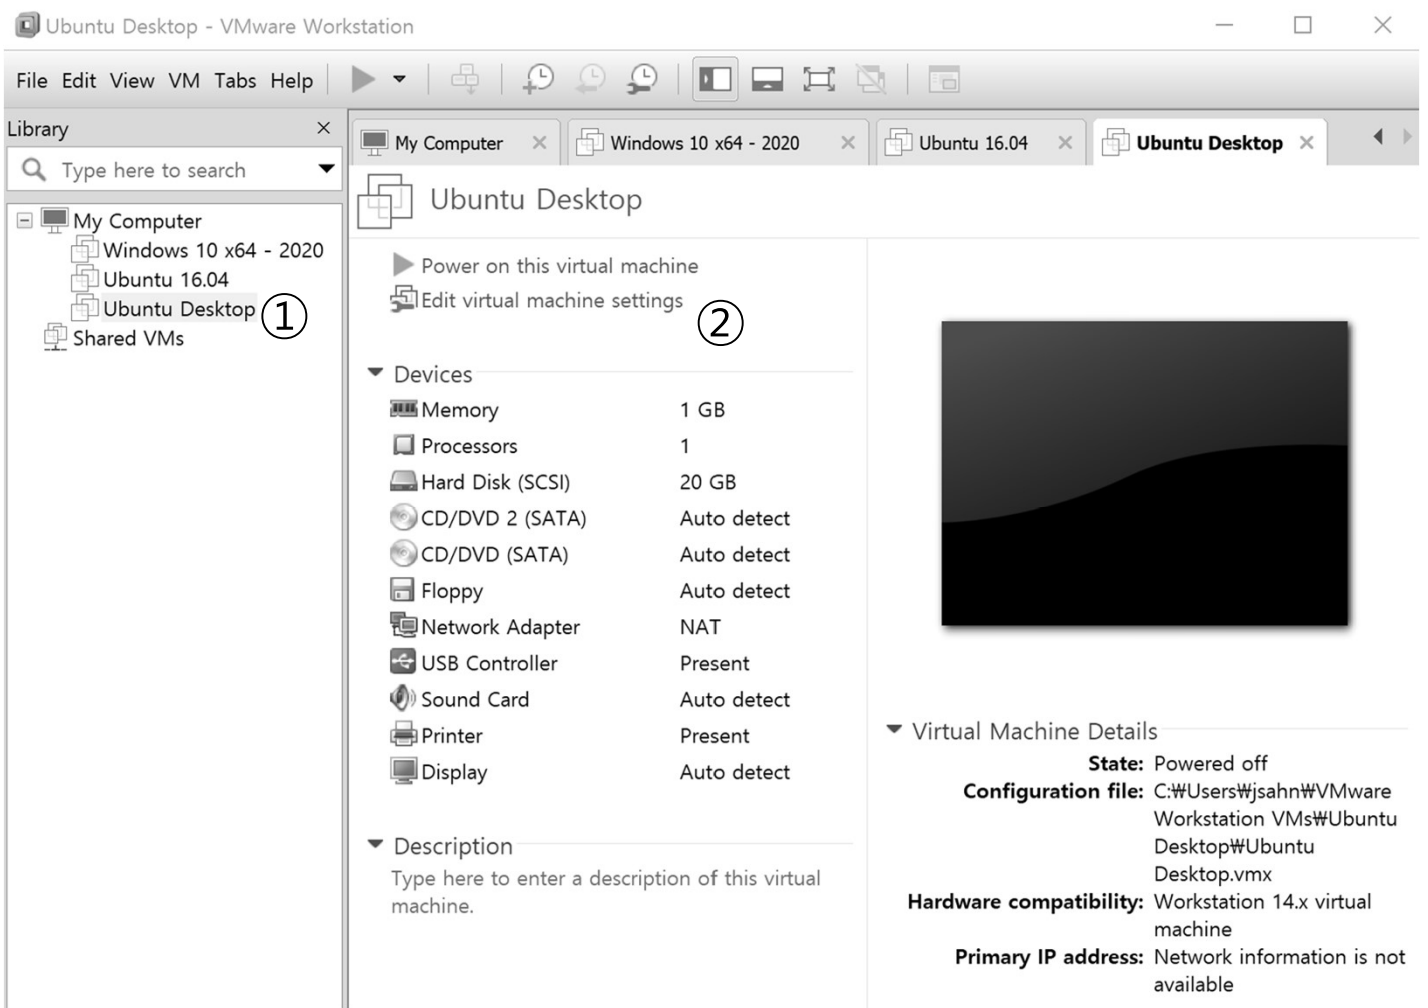 Ubuntu Desktop - VMware Workstation
File Edit View VM Tabs Help
Library
My Computer
Windows 10 x64 - 2020
Ubuntu 16.04
Ubuntu Desktop
Type here to search
My Computer
Windows 10 x64 - 2020
Ubuntu 16.04
Ubuntu Desktop ①
Shared VMs
Ubuntu Desktop
Power on this virtual machine
Edit virtual machine settings ②
Devices
Memory 1 GB
Processors 1
Hard Disk (SCSI) 20 GB
CD/DVD 2 (SATA) Auto detect
CD/DVD (SATA) Auto detect
Floppy Auto detect
Network Adapter NAT
USB Controller Present
Sound Card Auto detect
Printer Present
Display Auto detect
Description
Type here to enter a description of this virtual
machine.
Virtual Machine Details
State: Powered off
Configuration file: C:₩Users₩jsahn₩VMware
Workstation VMs₩Ubuntu
Desktop₩Ubuntu
Desktop.vmx
Hardware compatibility: Workstation 14.x virtual
machine
Primary IP address: Network information is not
available